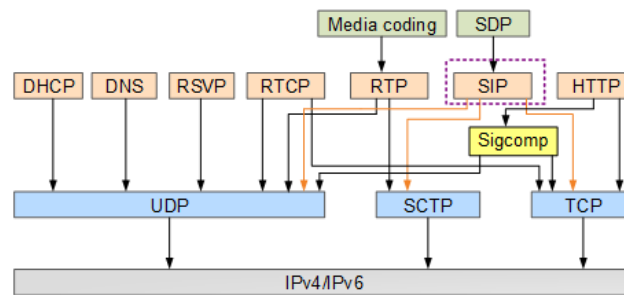 Media coding
SDP
DHCP
DNS
RSVP
RTCP
RTP
SIP
HTTP
Sigcomp
UDP
SCTP
TCP
IPv4/IPv6